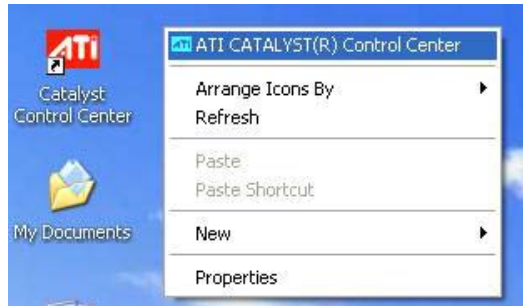 ATI
Catalyst
Control Center
My Documents
ATI ATI CATALYST(R) Control Center
Arrange Icons By
Refresh
Paste
Paste Shortcut
New
Properties